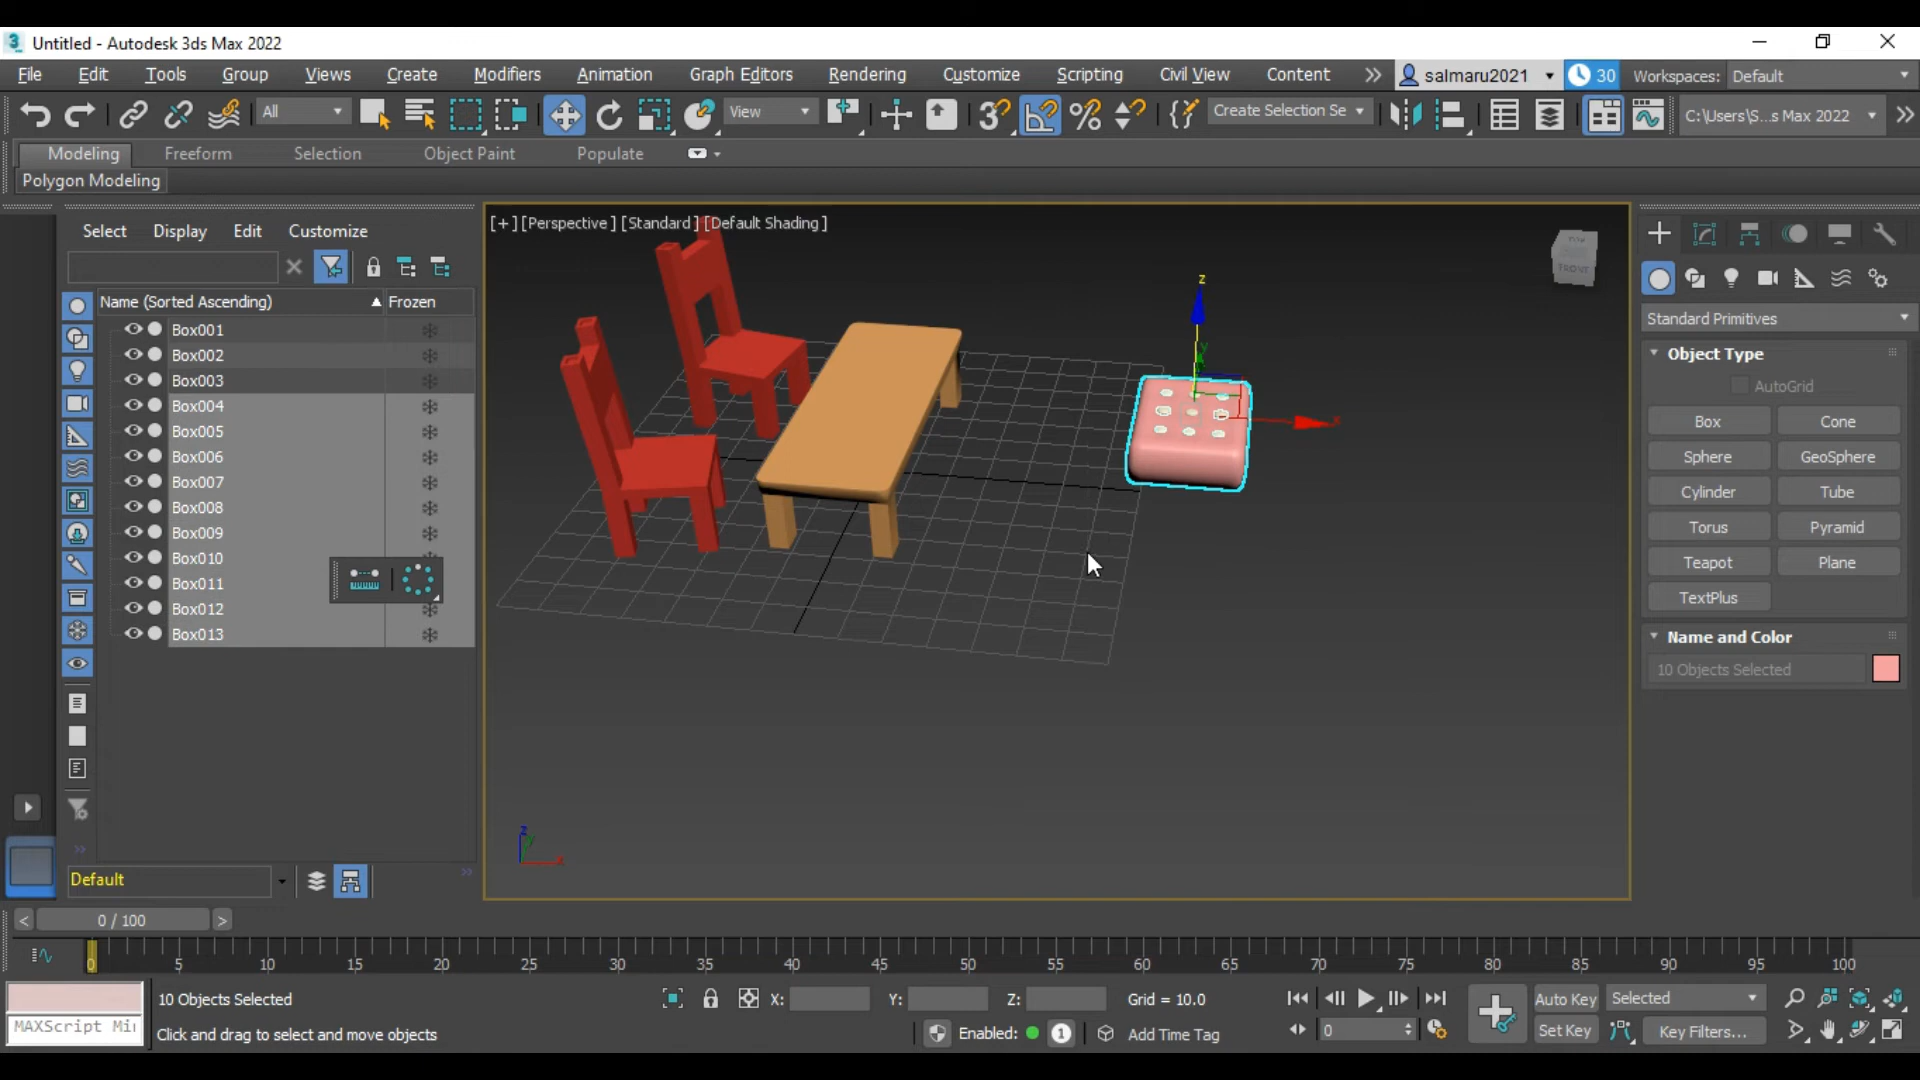 Untitled - Autodesk 3ds Max 2022
File Edit Tools Group Views Create Modifiers Animation Graph Editors Rendering Customize Scripting Civil View Content salmaru2021 30 Workspaces: Default
All View Create Selection Se C:\Users\S...s Max 2022
Modeling Freeform Selection Object Paint Populate
Polygon Modeling
Select Display Edit Customize
[+][Perspective][Standard][Default Shading]
Name (Sorted Ascending) Frozen
Box001
Box002
Box003
Box004
Box005
Box006
Box007
Box008
Box009
Box010
Box011
Box012
Box013
Default
z
y
x
TOP
FRONT
z
y
x
Standard Primitives
Object Type
AutoGrid
Box Cone
Sphere GeoSphere
Cylinder Tube
Torus Pyramid
Teapot Plane
TextPlus
Name and Color
10 Objects Selected
< 0 / 100 >
0 5 10 15 20 25 30 35 40 45 50 55 60 65 70 75 80 85 90 95 100
10 Objects Selected X: Y: Z: Grid = 10.0 Auto Key Selected
MAXScript Mi Click and drag to select and move objects Enabled: 1 Add Time Tag 0 Set Key Key Filters...